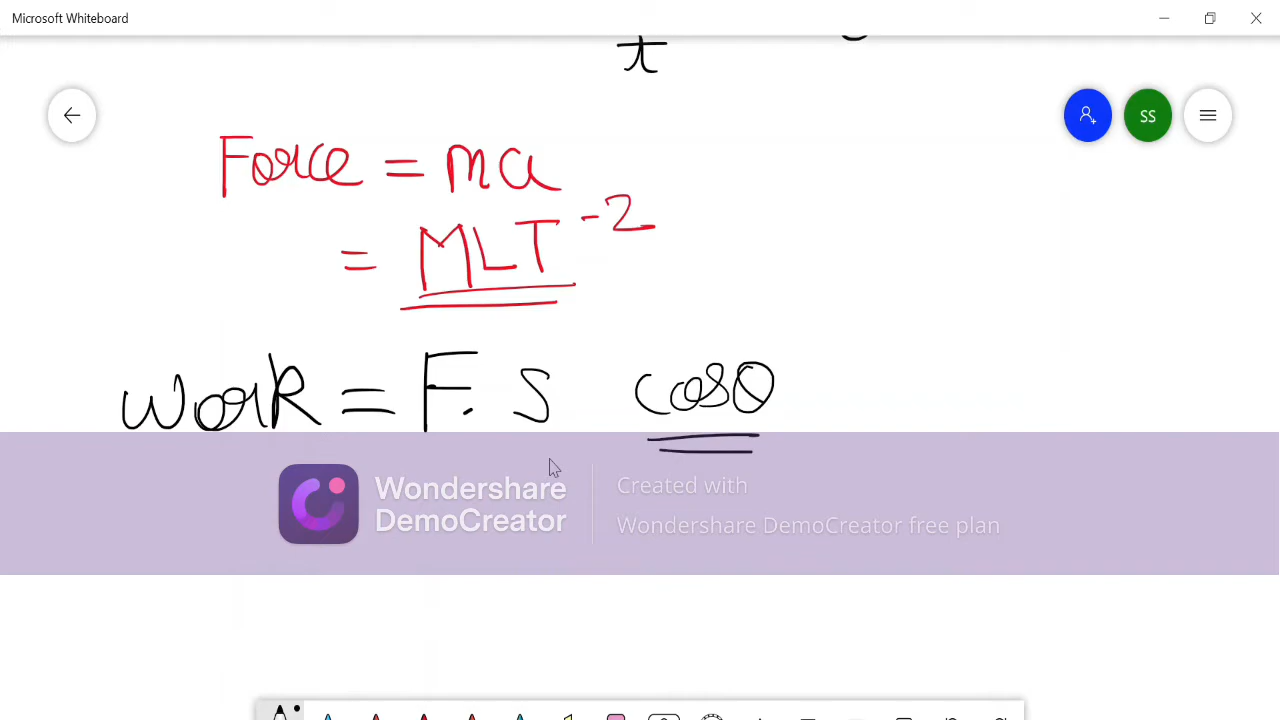 Microsoft Whiteboard
t
SS
Force = ma
= MLT⁻²
Work = F. S cosθ
Wondershare
DemoCreator
Created with
Wondershare DemoCreator free plan